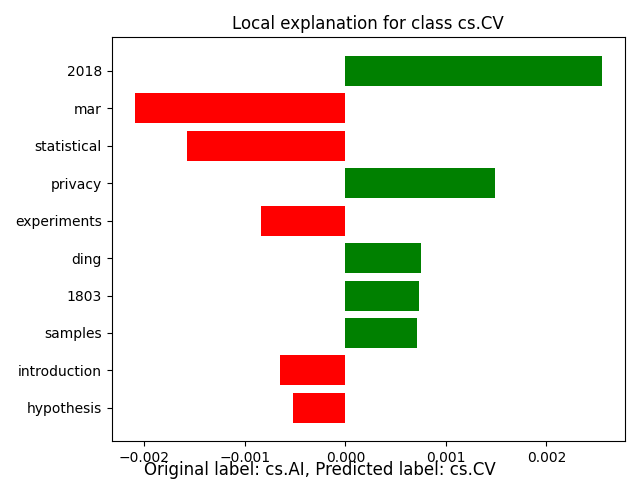 Local explanation for class cs.CV
2018
mar
statistical
privacy
experiments
ding
1803
samples
introduction
hypothesis
−0.002 −0.001 0.000 0.001 0.002
Original label: cs.AI, Predicted label: cs.CV